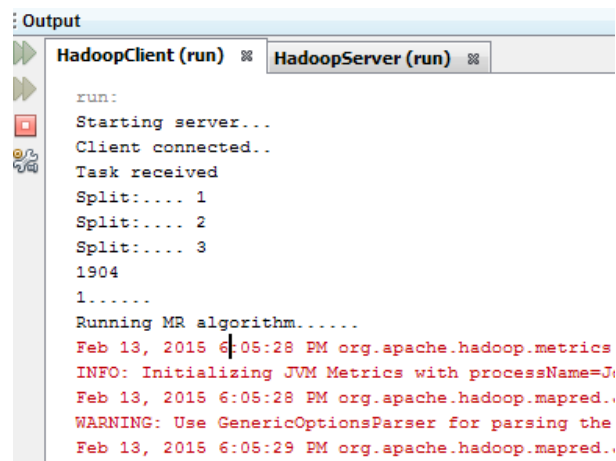 Output
HadoopClient (run) HadoopServer (run)
run:
Starting server...
Client connected..
Task received
Split:.... 1
Split:.... 2
Split:.... 3
1904
1......
Running MR algorithm......
Feb 13, 2015 6:05:28 PM org.apache.hadoop.metrics
INFO: Initializing JVM Metrics with processName=
Feb 13, 2015 6:05:28 PM org.apache.hadoop.mapred.
WARNING: Use GenericOptionsParser for parsing the
Feb 13, 2015 6:05:29 PM org.apache.hadoop.mapred.